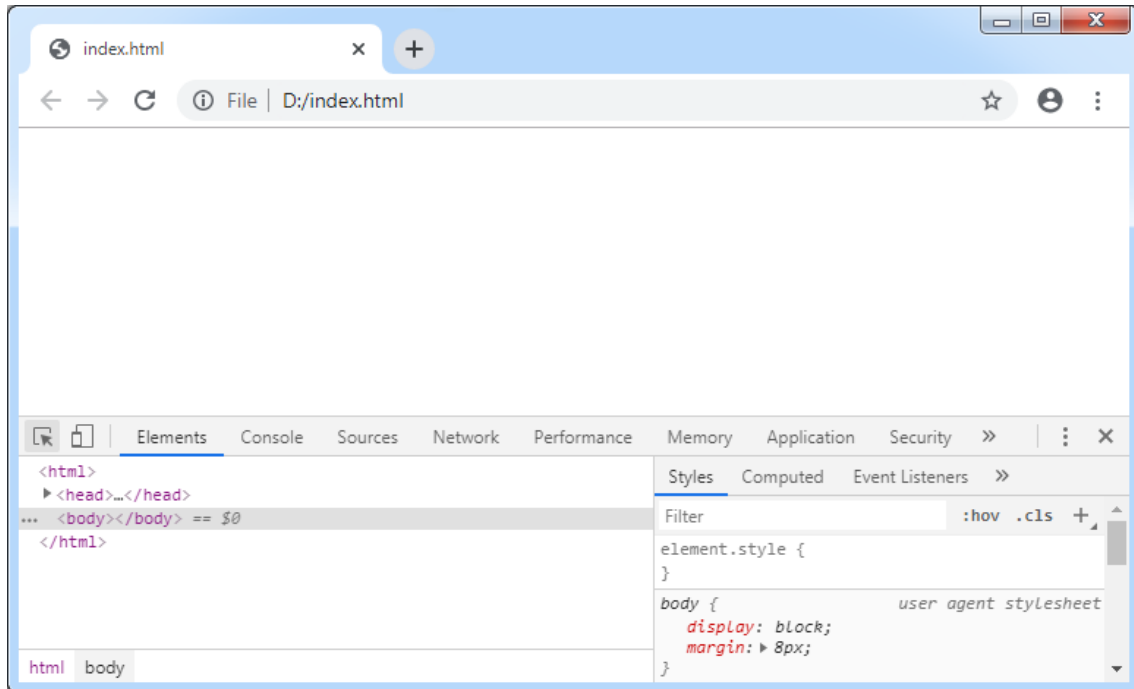 index.html
File | D:/index.html
Elements Console Sources Network Performance Memory Application Security »
<html>
<head>…</head>
<body></body> == $0
</html>
html body
Styles Computed Event Listeners »
Filter :hov .cls +
element.style {
}
body { user agent stylesheet
display: block;
margin: 8px;
}